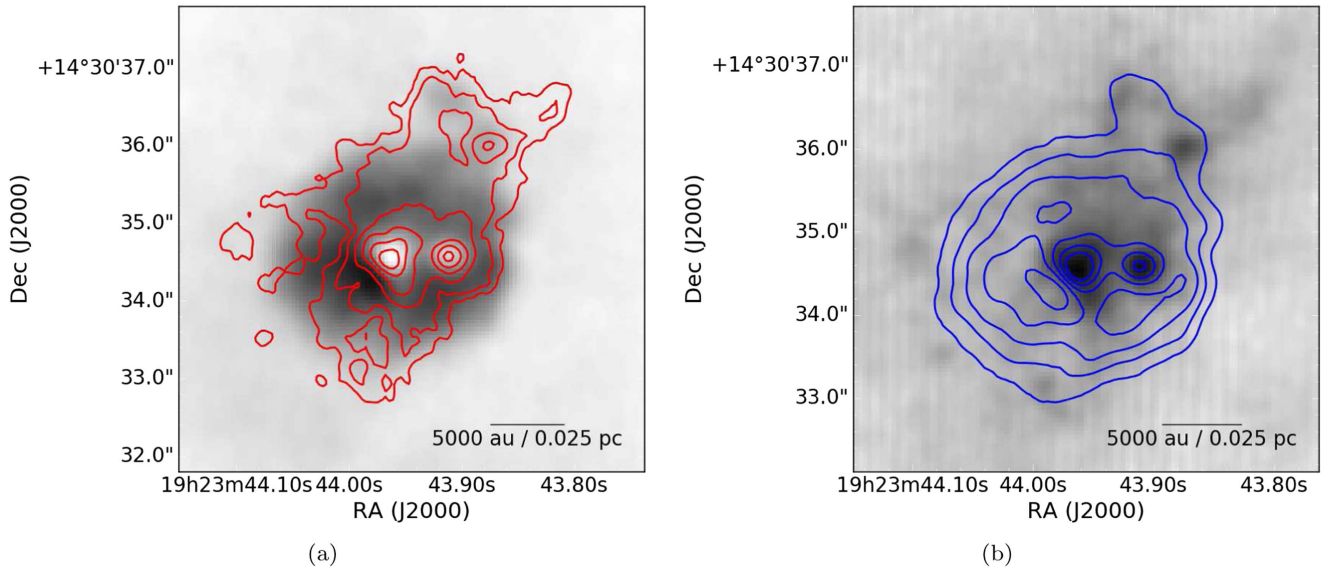 +14°30'37.0"
36.0"
35.0"
34.0"
33.0"
32.0"
Dec (J2000)
5000 au / 0.025 pc
19h23m44.10s 44.00s 43.90s 43.80s
RA (J2000)
(a)
+14°30'37.0"
36.0"
35.0"
34.0"
33.0"
Dec (J2000)
5000 au / 0.025 pc
19h23m44.10s 44.00s 43.90s 43.80s
RA (J2000)
(b)